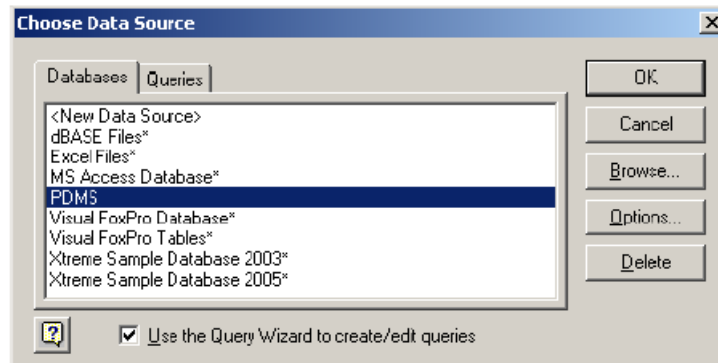 Choose Data Source
Databases
Queries
<New Data Source>
dBASE Files*
Excel Files*
MS Access Database*
PDMS
Visual FoxPro Database*
Visual FoxPro Tables*
Xtreme Sample Database 2003*
Xtreme Sample Database 2005*
OK
Cancel
Browse...
Options...
Delete
Use the Query Wizard to create/edit queries